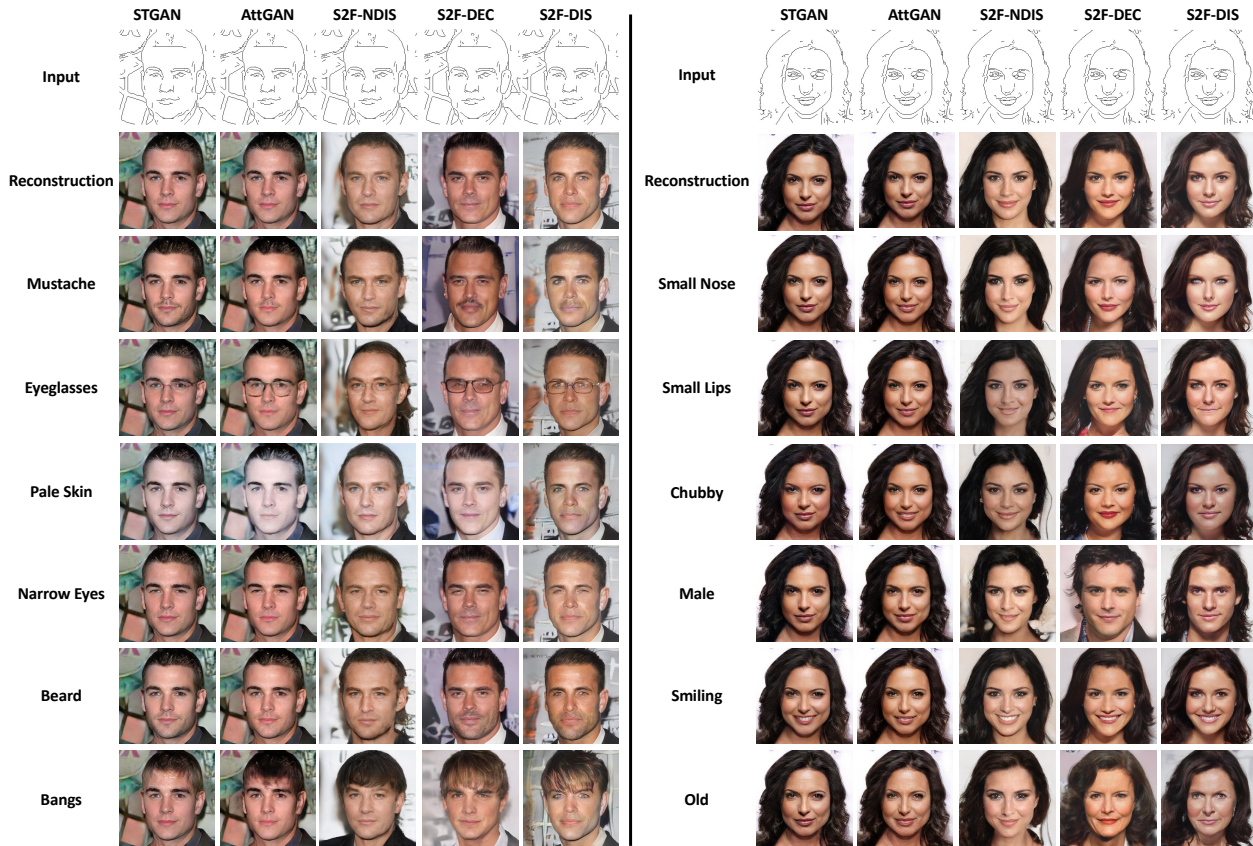 STGAN AttGAN S2F-NDIS S2F-DEC S2F-DIS
Input
Reconstruction
Mustache
Eyeglasses
Pale Skin
Narrow Eyes
Beard
Bangs
STGAN AttGAN S2F-NDIS S2F-DEC S2F-DIS
Input
Reconstruction
Small Nose
Small Lips
Chubby
Male
Smiling
Old